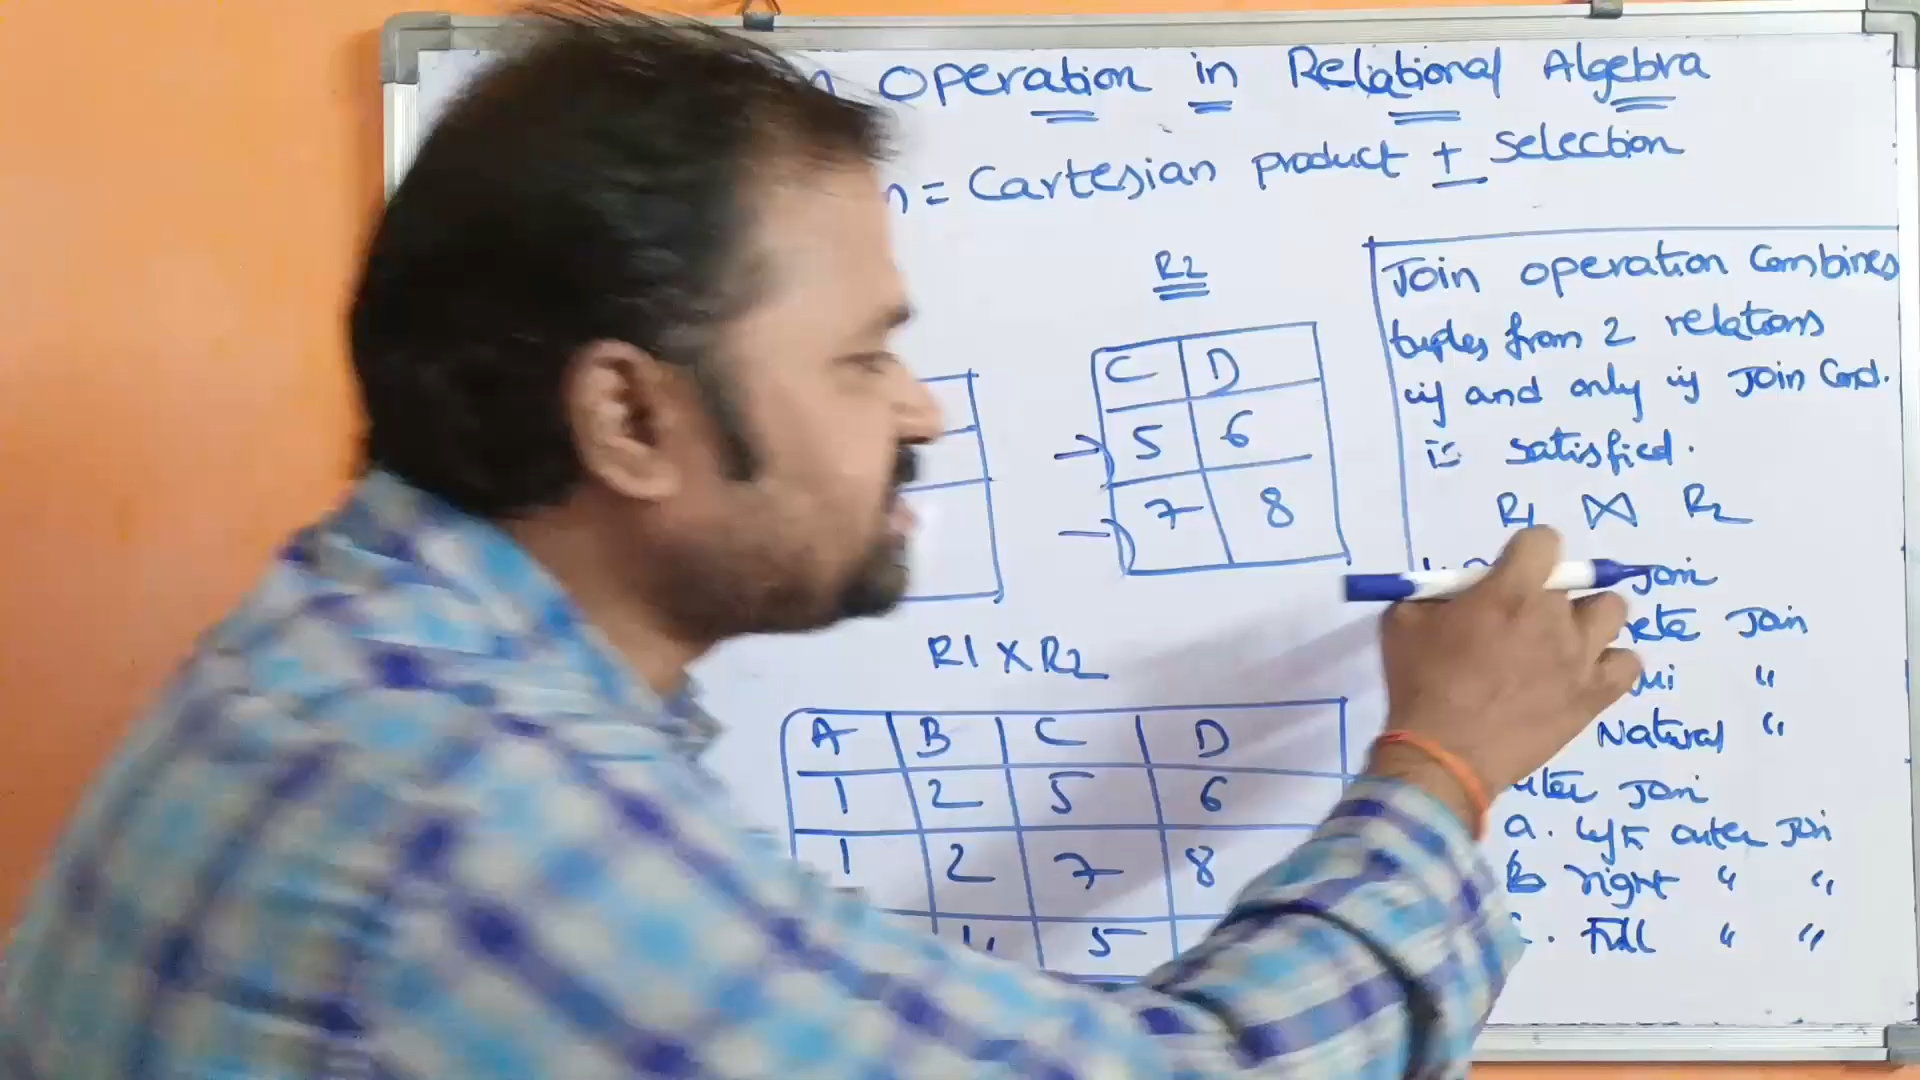 Operation in Relational Algebra
= Cartesian product + Selection
R2
C D
5 6
7 8
R1 X R2
A B C D
1 2 5 6
1 2 7 8
5
Join operation Combines
tuples from 2 relations
if and only if Join Cond.
is satisfied.
R1 ⋈ R2
Join
Join
"
Natural "
Join
a. left outer Join
b right " "
. Full " "